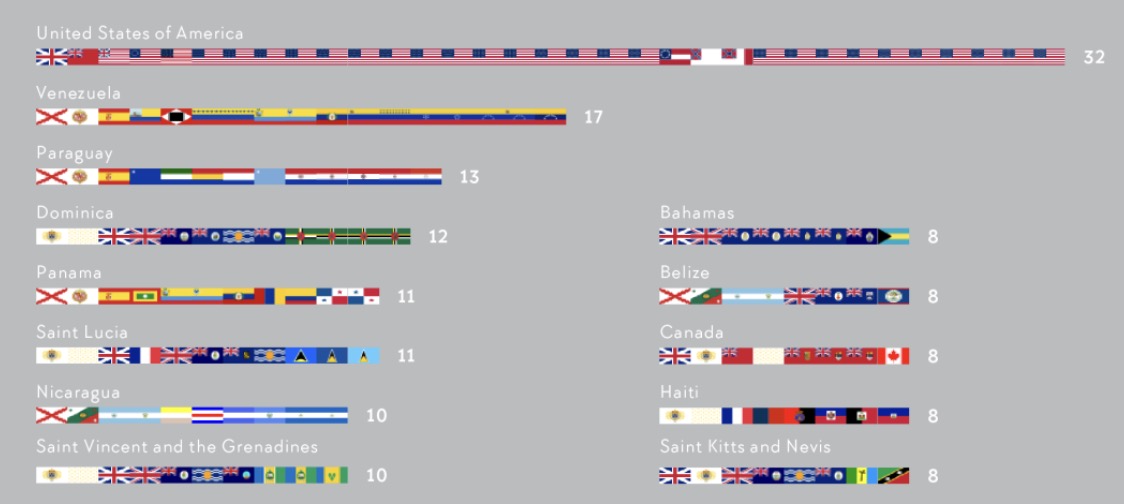 United States of America
32
Venezuela
17
Paraguay
13
Dominica
12
Bahamas
8
Panama
11
Belize
8
Saint Lucia
11
Canada
8
Nicaragua
10
Haiti
8
Saint Vincent and the Grenadines
10
Saint Kitts and Nevis
8